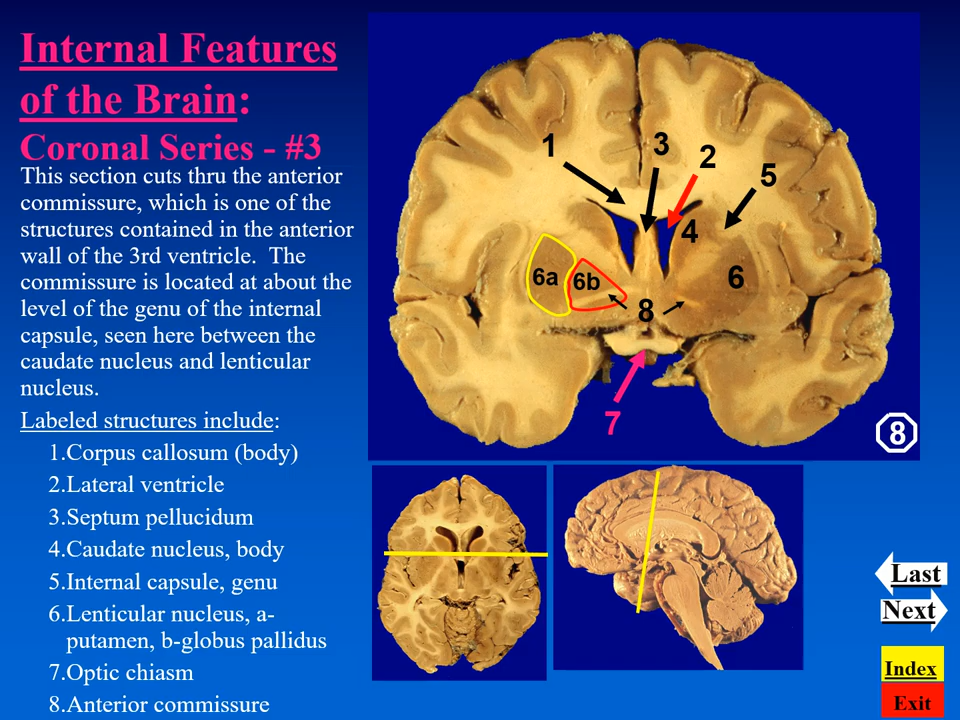 Internal Features
of the Brain:
Coronal Series - #3
This section cuts thru the anterior
commissure, which is one of the
structures contained in the anterior
wall of the 3rd ventricle.  The
commissure is located at about the
level of the genu of the internal
capsule, seen here between the
caudate nucleus and lenticular
nucleus.
Labeled structures include:
1.Corpus callosum (body)
2.Lateral ventricle
3.Septum pellucidum
4.Caudate nucleus, body
5.Internal capsule, genu
6.Lenticular nucleus, a-
putamen, b-globus pallidus
7.Optic chiasm
8.Anterior commissure
1
3
2
5
4
6a
6b
6
8
7
8
Last
Next
Index
Exit